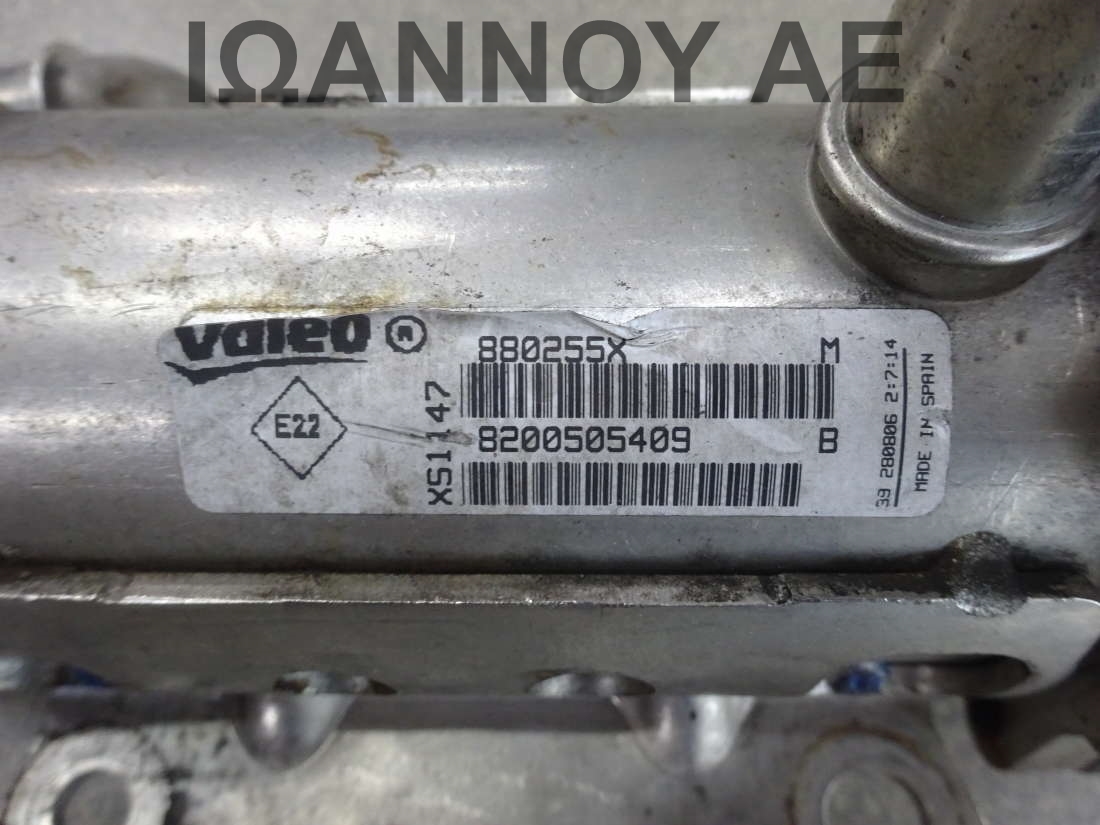 ΙΩΑΝΝΟΥ ΑΕ
valeo ®
880255X M
E22
XS1147
8200505409 B
39 280806 2:7:14
MADE IN SPAIN